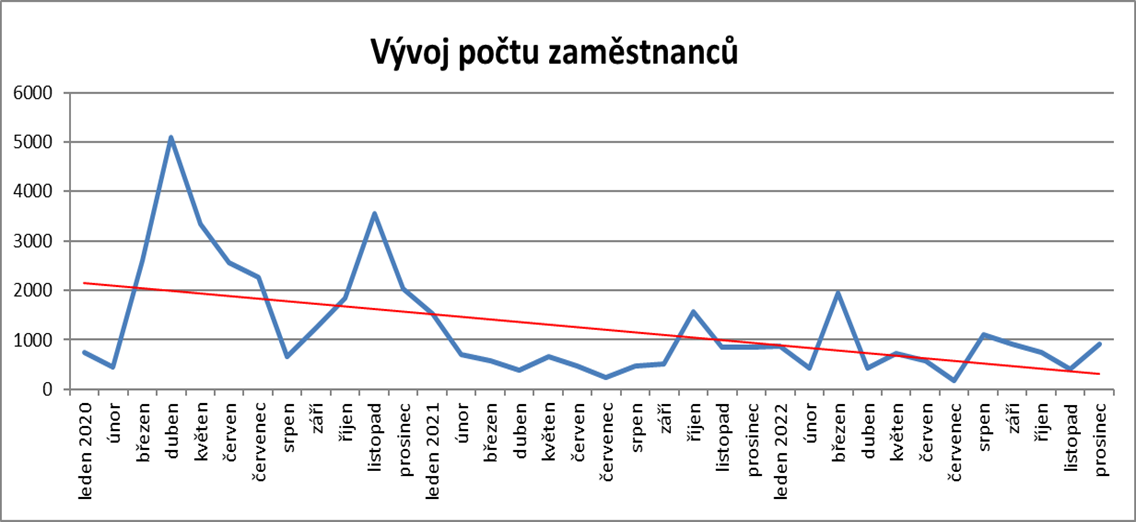 Vývoj počtu zaměstnanců
6000
5000
4000
3000
2000
1000
0
leden 2020
únor
březen
duben
květen
červen
červenec
srpen
září
říjen
listopad
prosinec
leden 2021
únor
březen
duben
květen
červen
červenec
srpen
září
říjen
listopad
prosinec
leden 2022
únor
březen
duben
květen
červen
červenec
srpen
září
říjen
listopad
prosinec